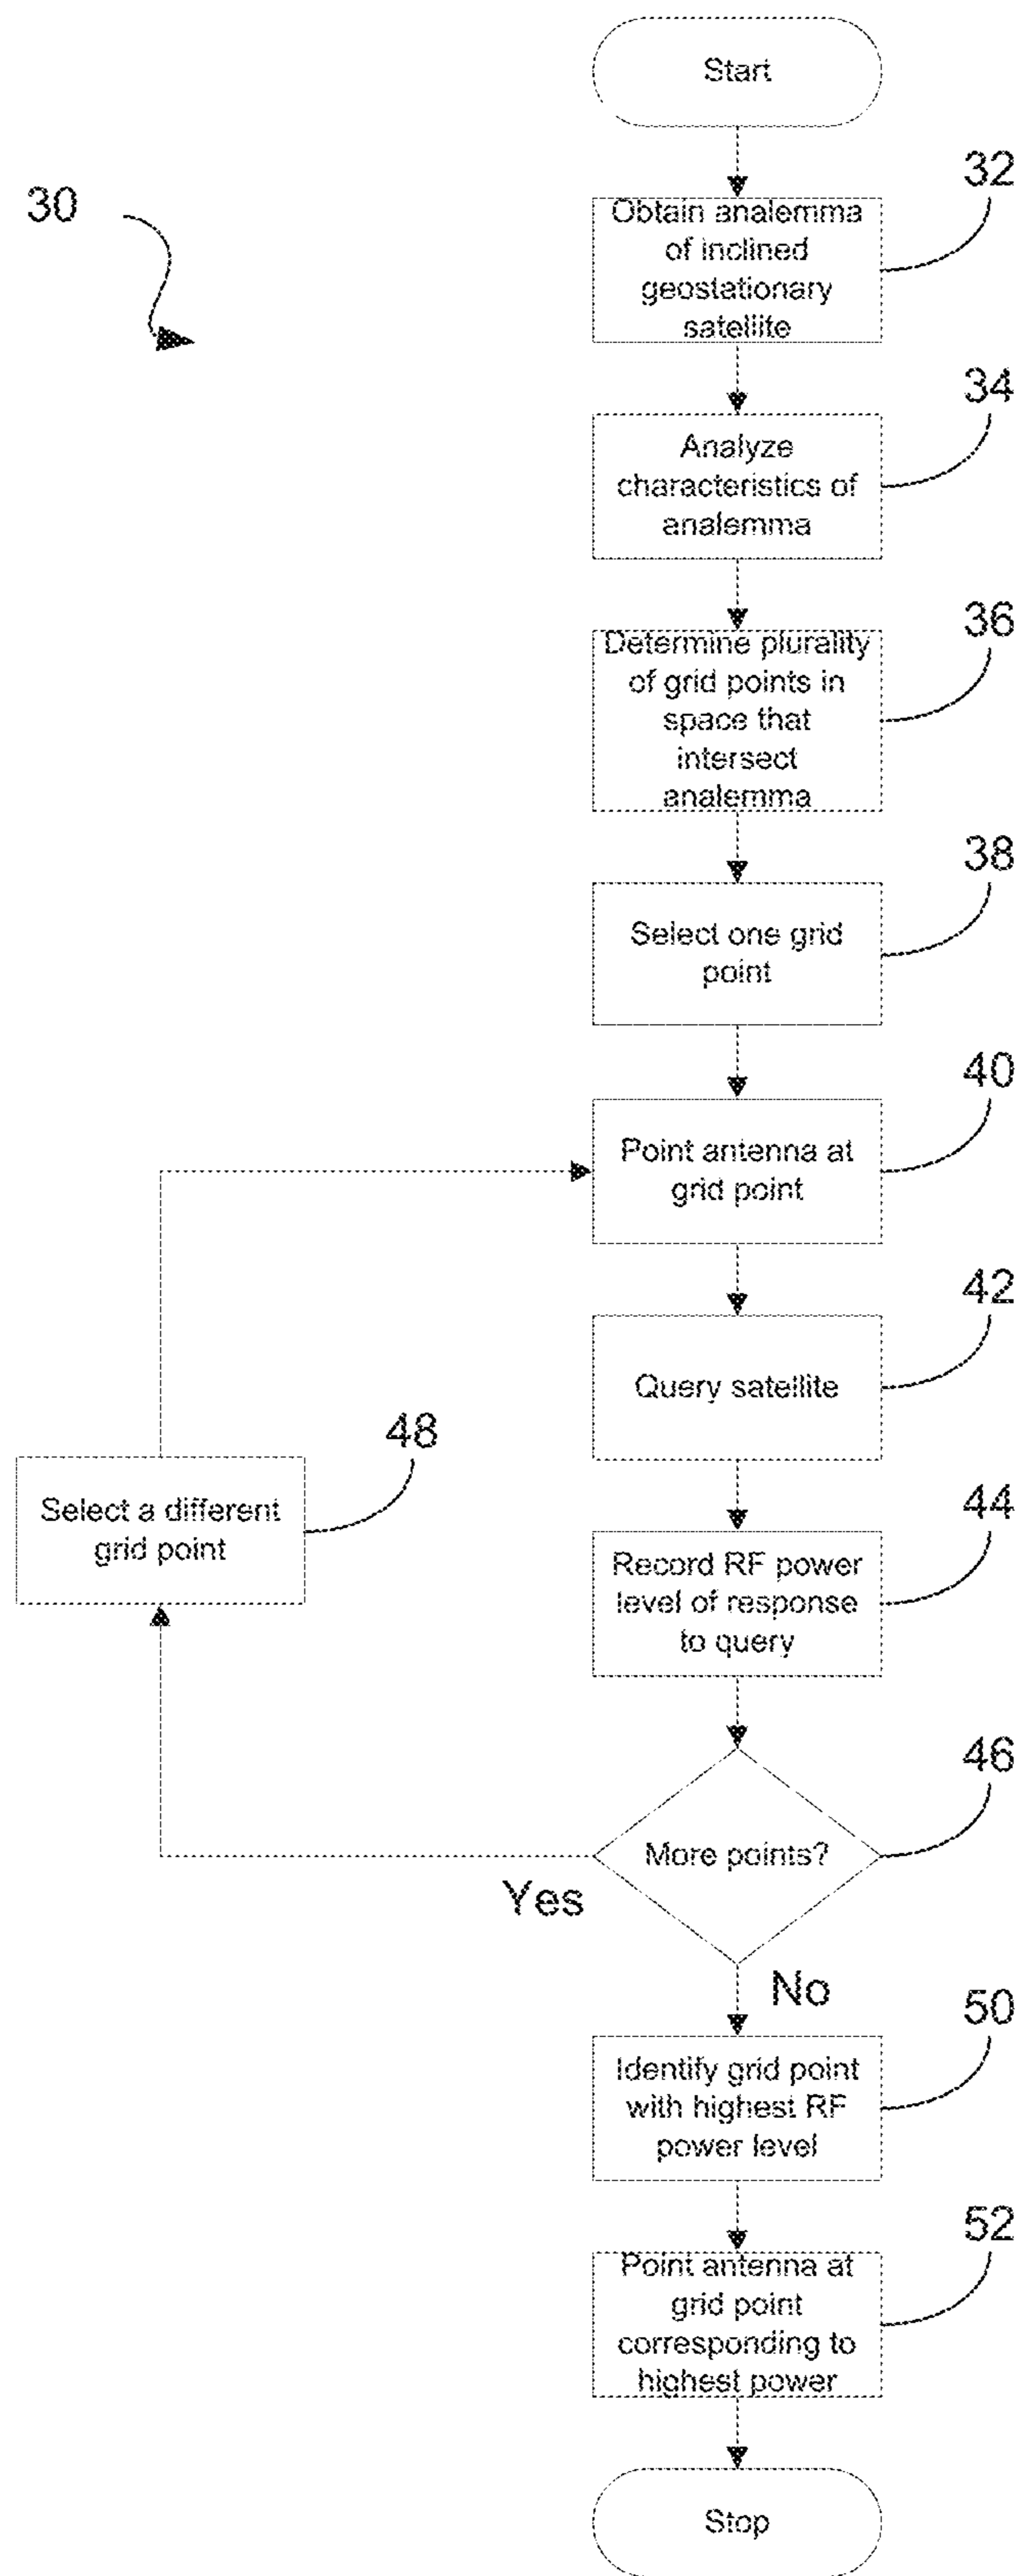 Start
30
32
Obtain analemma
of inclined
geostationary
satellite
34
Analyze
characteristics of
analemma
36
Determine plurality
of grid points in
space that
intersect
analemma
38
Select one grid
point
40
Point antenna at
grid point
42
Query satellite
48
Select a different
grid point
44
Record RF power
level of response
to query
46
More points?
Yes
No
50
Identify grid point
with highest RF
power level
52
Point antenna at
grid point
corresponding to
highest power
Stop